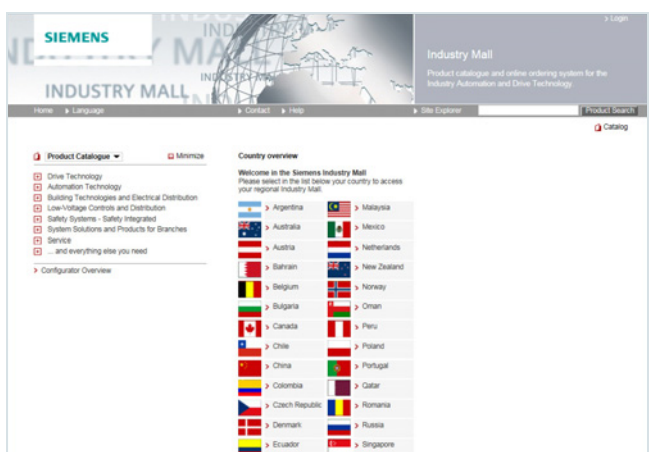 SIEMENS
INDUSTRY MALL
> Login
Industry Mall
Product catalogue and online ordering system for the
Industry Automation and Drive Technology
Home Language Contact Help Site Explorer Product Search
Catalog
Product Catalogue Minimize
Drive Technology
Automation Technology
Building Technologies and Electrical Distribution
Low-Voltage Controls and Distribution
Safety Systems - Safety Integrated
System Solutions and Products for Branches
Service
... and everything else you need
> Configurator Overview
Country overview
Welcome in the Siemens Industry Mall
Please select in the list below your country to access
your regional Industry Mall.
> Argentina > Malaysia
> Australia > Mexico
> Austria > Netherlands
> Bahrain > New Zealand
> Belgium > Norway
> Bulgaria > Oman
> Canada > Peru
> Chile > Poland
> China > Portugal
> Colombia > Qatar
> Czech Republic > Romania
> Denmark > Russia
> Ecuador > Singapore